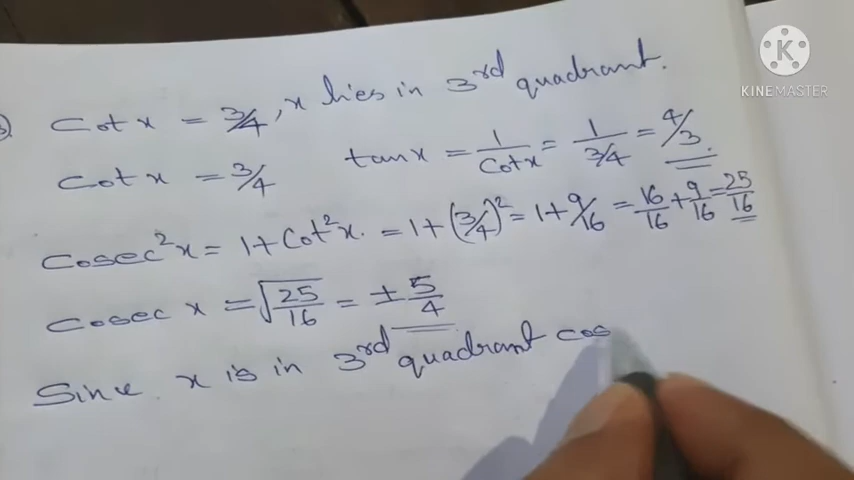 K
KINEMASTER
Cot x = 3/4, x lies in 3rd quadrant.
Cot x = 3/4 tan x = 1/Cot x = 1/(3/4) = 4/3.
Cosec²x = 1 + Cot²x. = 1 + (3/4)² = 1 + 9/16 = 16/16 + 9/16 = 25/16
Cosec x = √(25/16) = ± 5/4
Since x is in 3rd quadrant cos